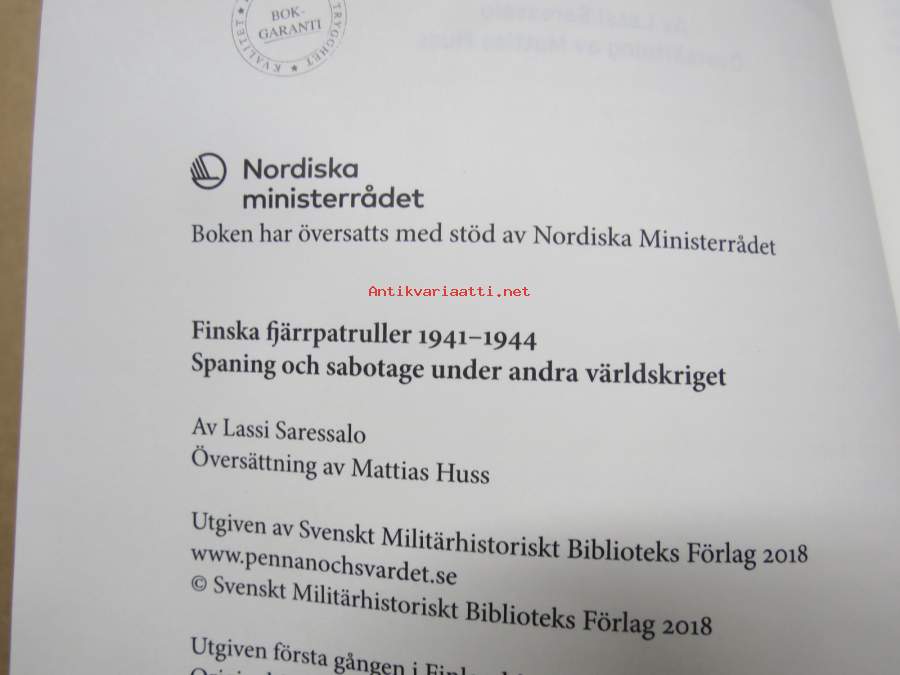 BOK-
GARANTI
KVALITET ★ TRYGGHET
Nordiska
ministerrådet
Boken har översatts med stöd av Nordiska Ministerrådet
Antikvariaatti.net
Finska fjärrpatruller 1941–1944
Spaning och sabotage under andra världskriget
Av Lassi Saressalo
Översättning av Mattias Huss
Utgiven av Svenskt Militärhistoriskt Biblioteks Förlag 2018
www.pennanochsvardet.se
© Svenskt Militärhistoriskt Biblioteks Förlag 2018
Utgiven första gången i